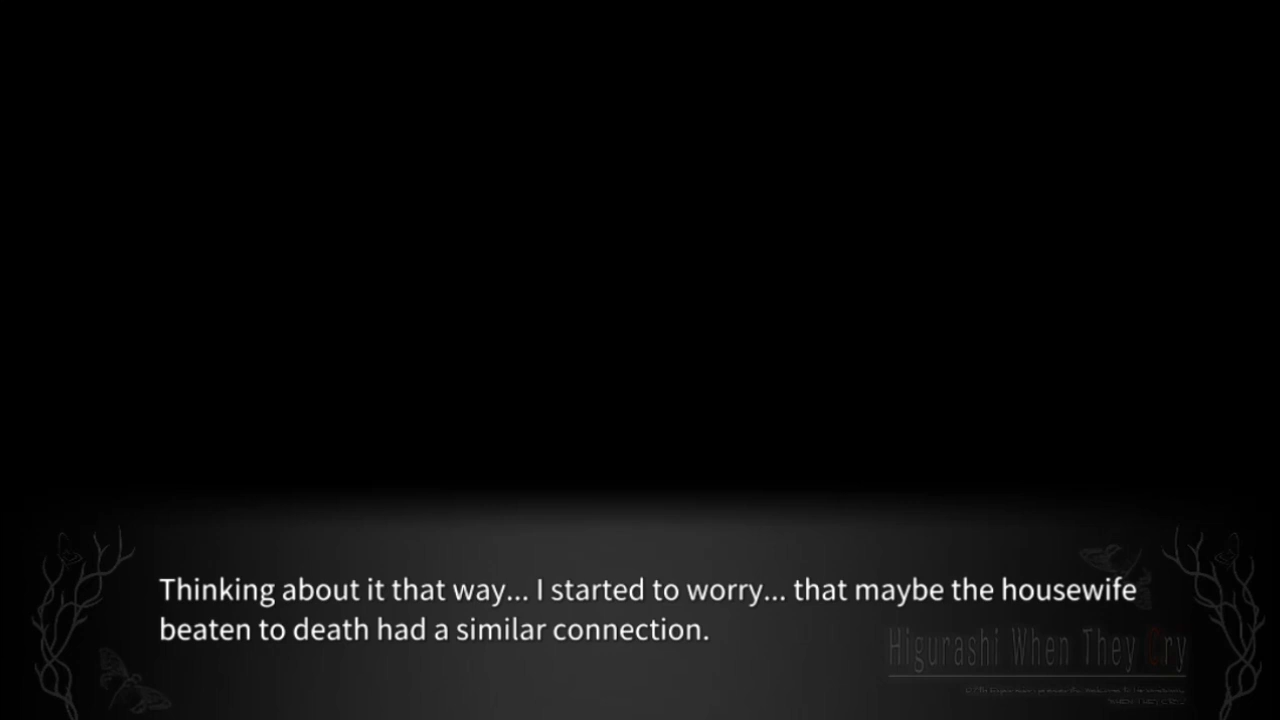 Thinking about it that way... I started to worry... that maybe the housewife
beaten to death had a similar connection.
Higurashi When They Cry